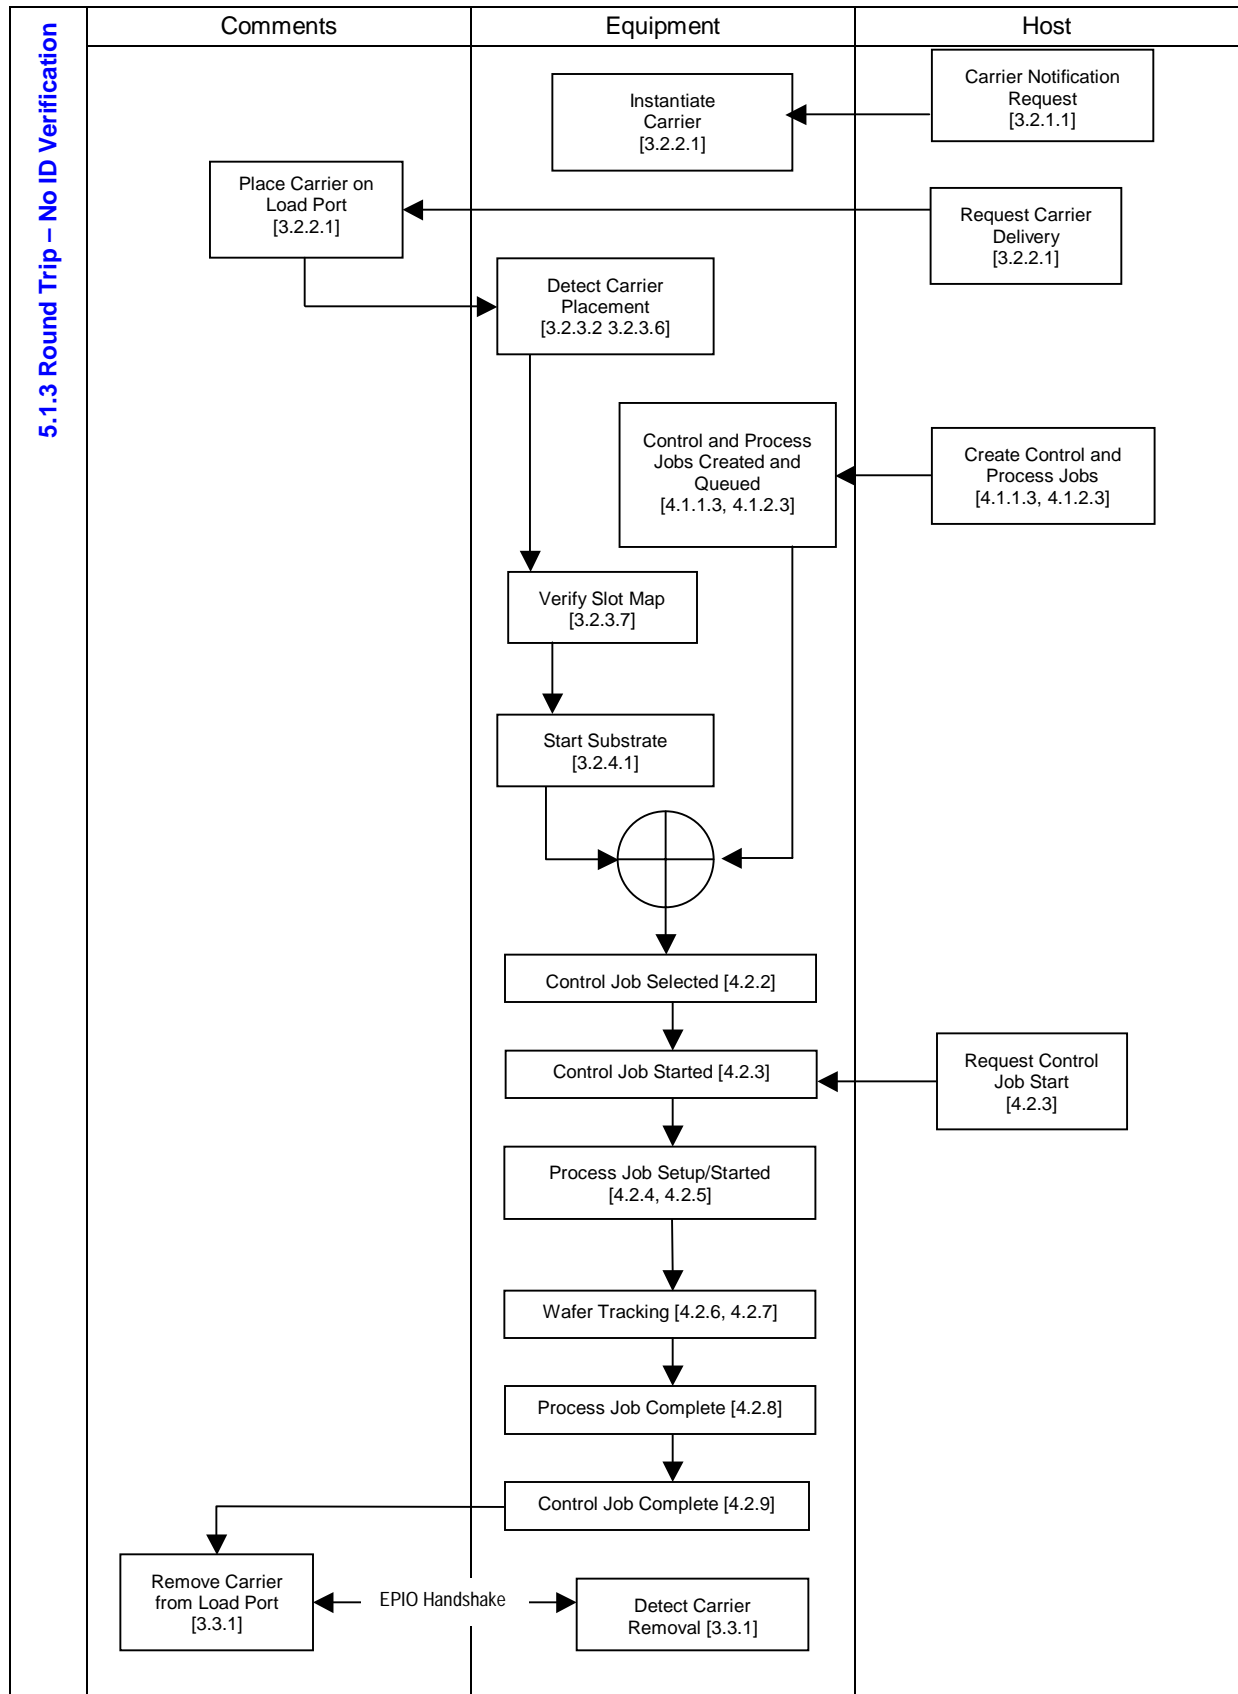 5.1.3 Round Trip – No ID Verification
Comments
Equipment
Host
Carrier Notification
Request
[3.2.1.1]
Instantiate
Carrier
[3.2.2.1]
Place Carrier on
Load Port
[3.2.2.1]
Request Carrier
Delivery
[3.2.2.1]
Detect Carrier
Placement
[3.2.3.2 3.2.3.6]
Control and Process
Jobs Created and
Queued
[4.1.1.3, 4.1.2.3]
Create Control and
Process Jobs
[4.1.1.3, 4.1.2.3]
Verify Slot Map
[3.2.3.7]
Start Substrate
[3.2.4.1]
Control Job Selected [4.2.2]
Control Job Started [4.2.3]
Request Control
Job Start
[4.2.3]
Process Job Setup/Started
[4.2.4, 4.2.5]
Wafer Tracking [4.2.6, 4.2.7]
Process Job Complete [4.2.8]
Control Job Complete [4.2.9]
Remove Carrier
from Load Port
[3.3.1]
EPIO Handshake
Detect Carrier
Removal [3.3.1]